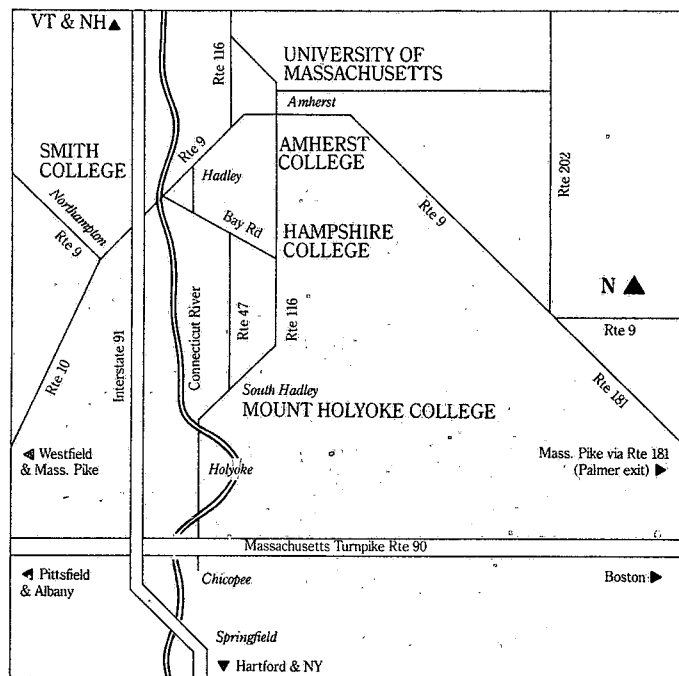 VT & NH
Rte 116
UNIVERSITY OF
MASSACHUSETTS
Amherst
SMITH
COLLEGE
Rte 9
AMHERST
COLLEGE
Rte 202
Hadley
Northampton
Bay Rd
HAMPSHIRE
COLLEGE
Rte 9
Rte 9
N
Connecticut River
Rte 47
Rte 116
Interstate 91
Rte 9
Rte 10
South Hadley
MOUNT HOLYOKE COLLEGE
Rte 181
Westfield
& Mass. Pike
Holyoke
Mass. Pike via Rte 181
(Palmer exit)
Massachusetts Turnpike Rte 90
Pittsfield
& Albany
Chicopee
Boston
Springfield
Hartford & NY